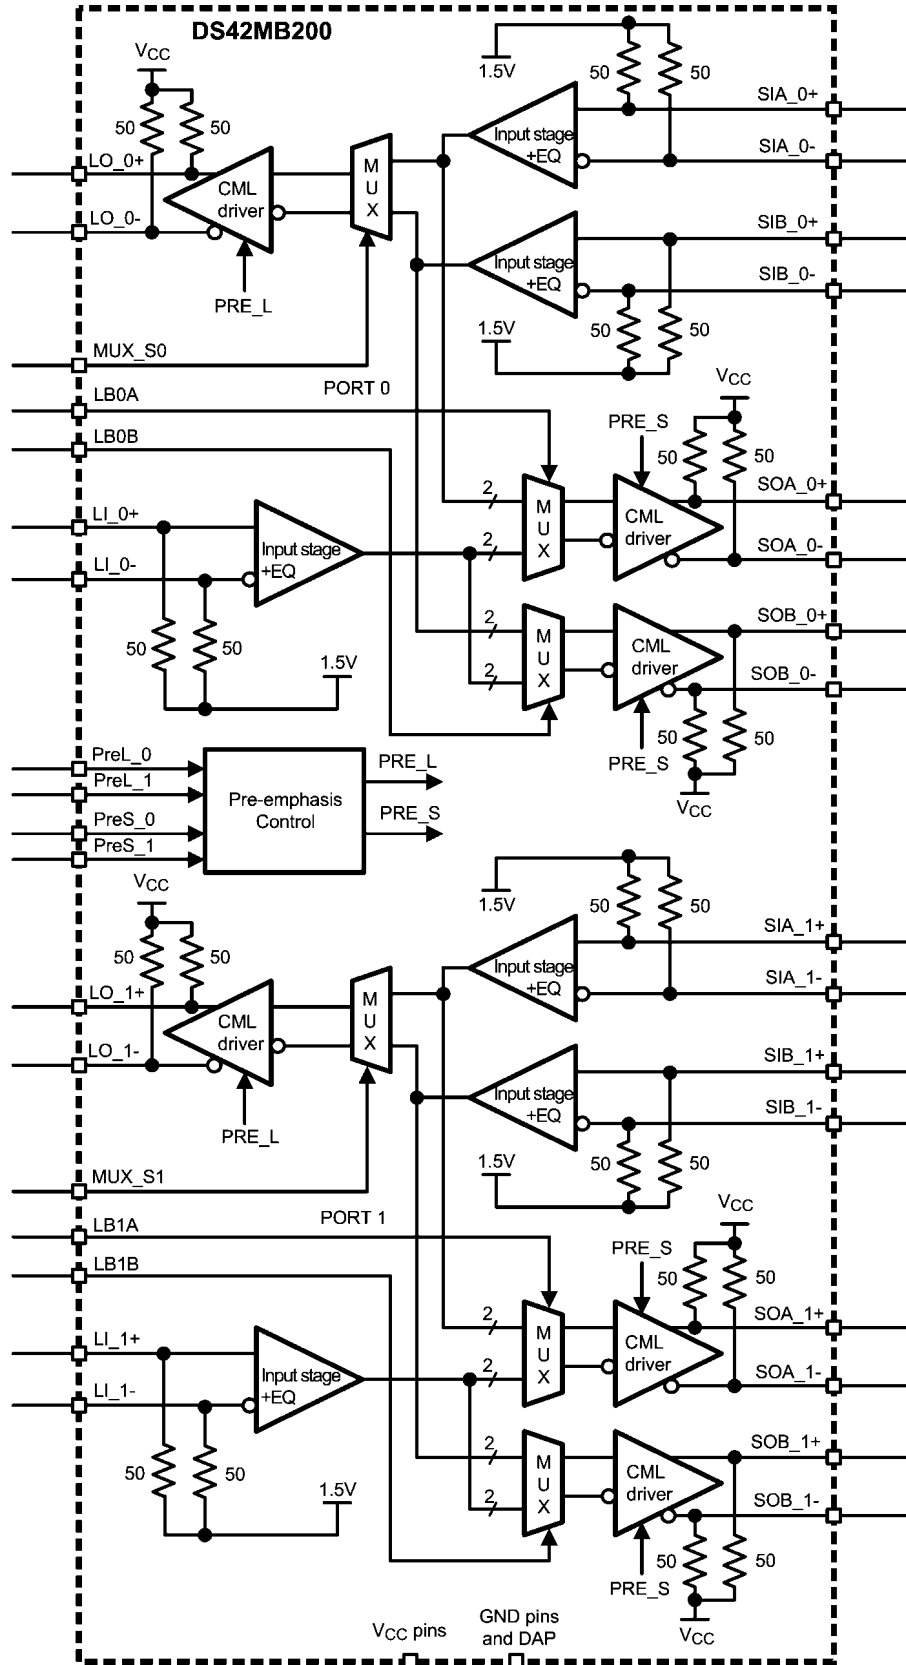 DS42MB200
VCC
50
50
LO_0+
LO_0-
CML
driver
PRE_L
M
U
X
1.5V
50
50
Input stage
+EQ
SIA_0+
SIA_0-
Input stage
+EQ
SIB_0+
SIB_0-
1.5V
50
50
MUX_S0
PORT 0
LB0A
LB0B
VCC
PRE_S
50
50
2
2
M
U
X
CML
driver
SOA_0+
SOA_0-
LI_0+
LI_0-
Input stage
+EQ
50
50
1.5V
2
2
M
U
X
CML
driver
SOB_0+
SOB_0-
PRE_S
50
50
VCC
PreL_0
PreL_1
PreS_0
PreS_1
Pre-emphasis
Control
PRE_L
PRE_S
VCC
50
50
LO_1+
LO_1-
CML
driver
PRE_L
M
U
X
1.5V
50
50
Input stage
+EQ
SIA_1+
SIA_1-
Input stage
+EQ
SIB_1+
SIB_1-
1.5V
50
50
MUX_S1
PORT 1
LB1A
LB1B
VCC
PRE_S
50
50
2
2
M
U
X
CML
driver
SOA_1+
SOA_1-
LI_1+
LI_1-
Input stage
+EQ
50
50
1.5V
2
2
M
U
X
CML
driver
SOB_1+
SOB_1-
PRE_S
50
50
VCC
VCC pins
GND pins
and DAP